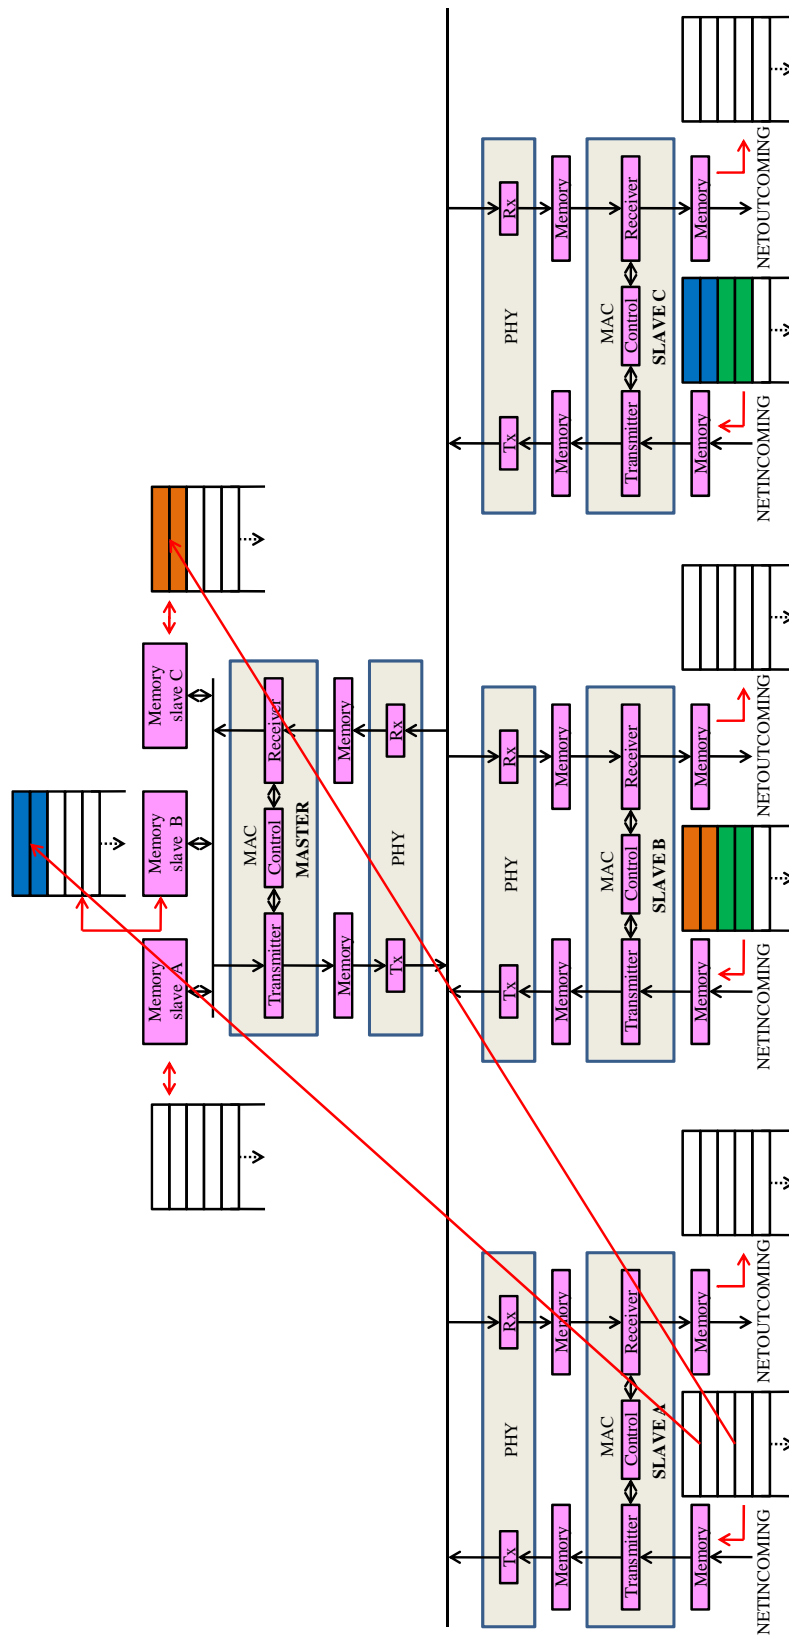 Memory
slave A
Memory
slave B
Memory
slave C
MAC
Transmitter
Control
Receiver
MASTER
Memory
Memory
PHY
Tx
Rx
PHY
Tx
Rx
Memory
Memory
MAC
Transmitter
Control
Receiver
SLAVE A
Memory
Memory
NETINCOMING
NETOUTCOMING
PHY
Tx
Rx
Memory
Memory
MAC
Transmitter
Control
Receiver
SLAVE B
Memory
Memory
NETINCOMING
NETOUTCOMING
PHY
Tx
Rx
Memory
Memory
MAC
Transmitter
Control
Receiver
SLAVE C
Memory
Memory
NETINCOMING
NETOUTCOMING